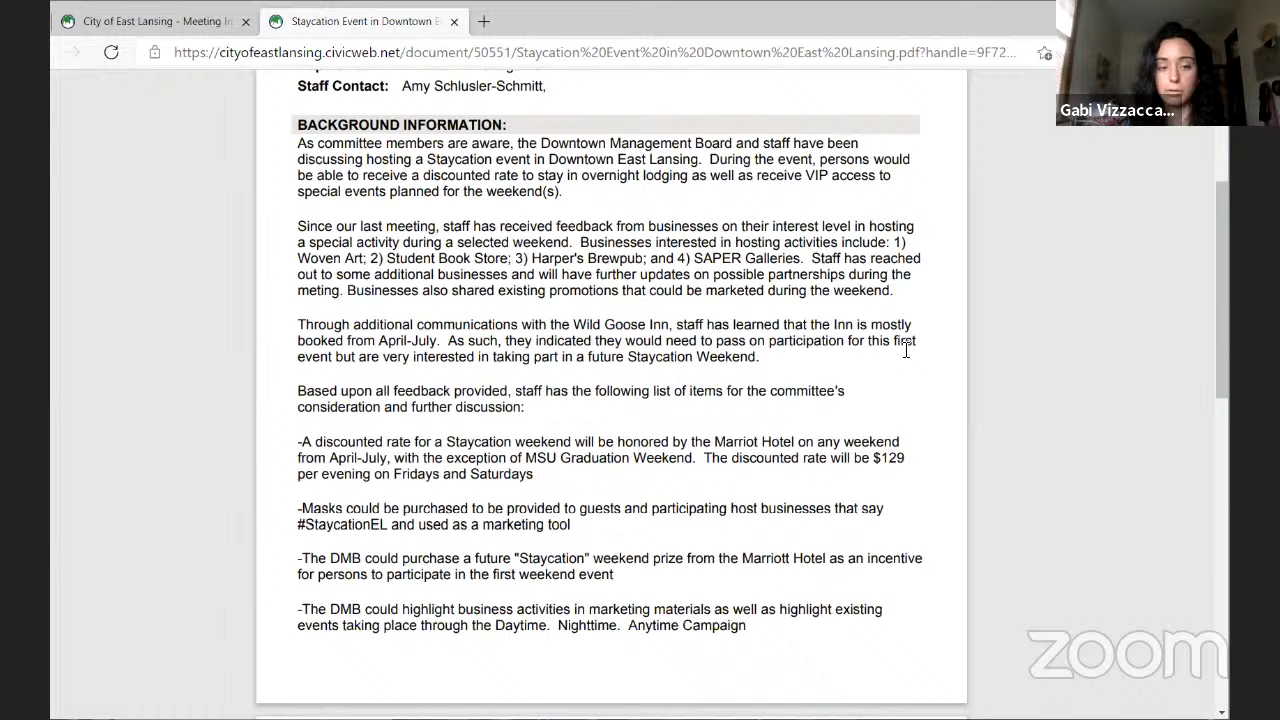 City of East Lansing - Meeting In
Staycation Event in Downtown E
https://cityofeastlansing.civicweb.net/document/50551/Staycation%20Event%20in%20Downtown%20East%20Lansing.pdf?handle=9F72...
Gabi Vizzacca...
Staff Contact: Amy Schlusler-Schmitt,
BACKGROUND INFORMATION:
As committee members are aware, the Downtown Management Board and staff have been
discussing hosting a Staycation event in Downtown East Lansing. During the event, persons would
be able to receive a discounted rate to stay in overnight lodging as well as receive VIP access to
special events planned for the weekend(s).
Since our last meeting, staff has received feedback from businesses on their interest level in hosting
a special activity during a selected weekend. Businesses interested in hosting activities include: 1)
Woven Art; 2) Student Book Store; 3) Harper's Brewpub; and 4) SAPER Galleries. Staff has reached
out to some additional businesses and will have further updates on possible partnerships during the
meting. Businesses also shared existing promotions that could be marketed during the weekend.
Through additional communications with the Wild Goose Inn, staff has learned that the Inn is mostly
booked from April-July. As such, they indicated they would need to pass on participation for this first
event but are very interested in taking part in a future Staycation Weekend.
Based upon all feedback provided, staff has the following list of items for the committee's
consideration and further discussion:
-A discounted rate for a Staycation weekend will be honored by the Marriot Hotel on any weekend
from April-July, with the exception of MSU Graduation Weekend. The discounted rate will be $129
per evening on Fridays and Saturdays
-Masks could be purchased to be provided to guests and participating host businesses that say
#StaycationEL and used as a marketing tool
-The DMB could purchase a future "Staycation" weekend prize from the Marriott Hotel as an incentive
for persons to participate in the first weekend event
-The DMB could highlight business activities in marketing materials as well as highlight existing
events taking place through the Daytime. Nighttime. Anytime Campaign
zoom